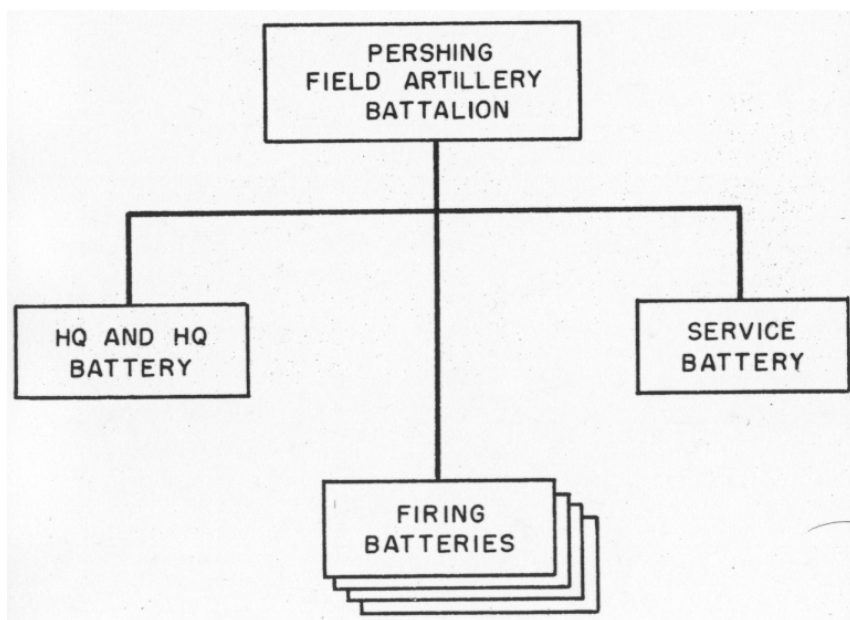 PERSHING
FIELD ARTILLERY
BATTALION
HQ AND HQ
BATTERY
SERVICE
BATTERY
FIRING
BATTERIES